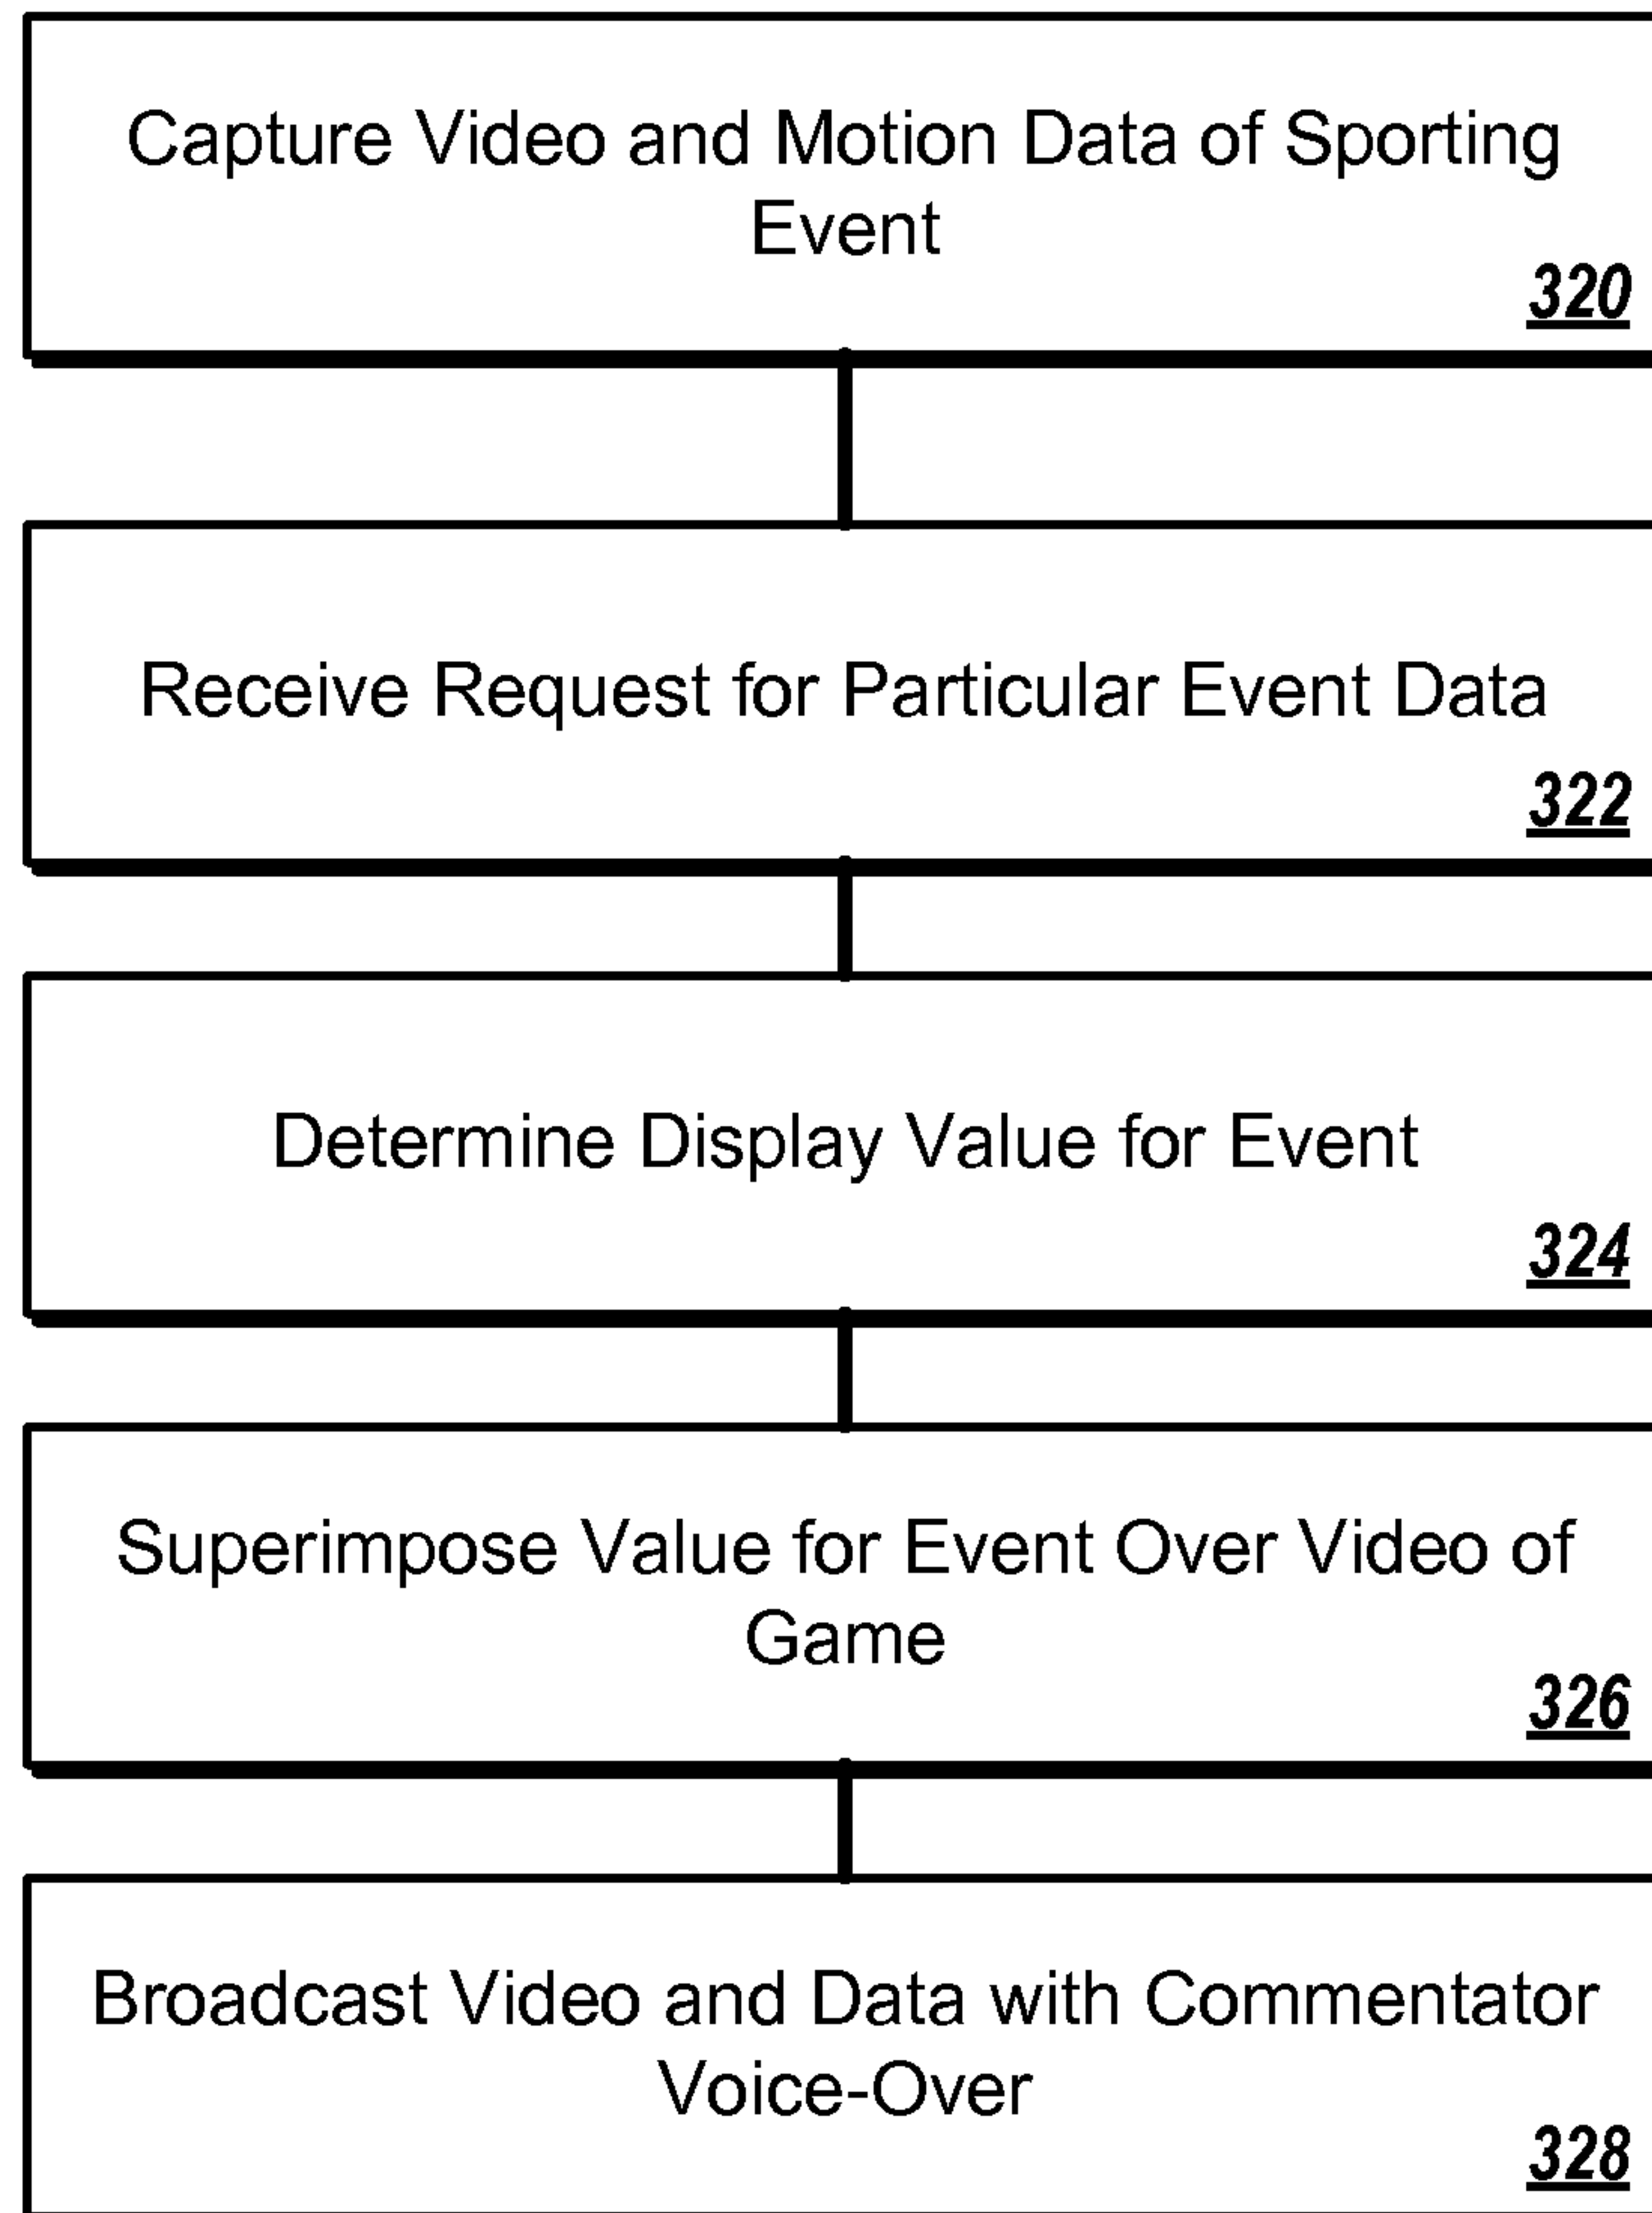 Capture Video and Motion Data of Sporting
Event
320
Receive Request for Particular Event Data
322
Determine Display Value for Event
324
Superimpose Value for Event Over Video of
Game
326
Broadcast Video and Data with Commentator
Voice-Over
328